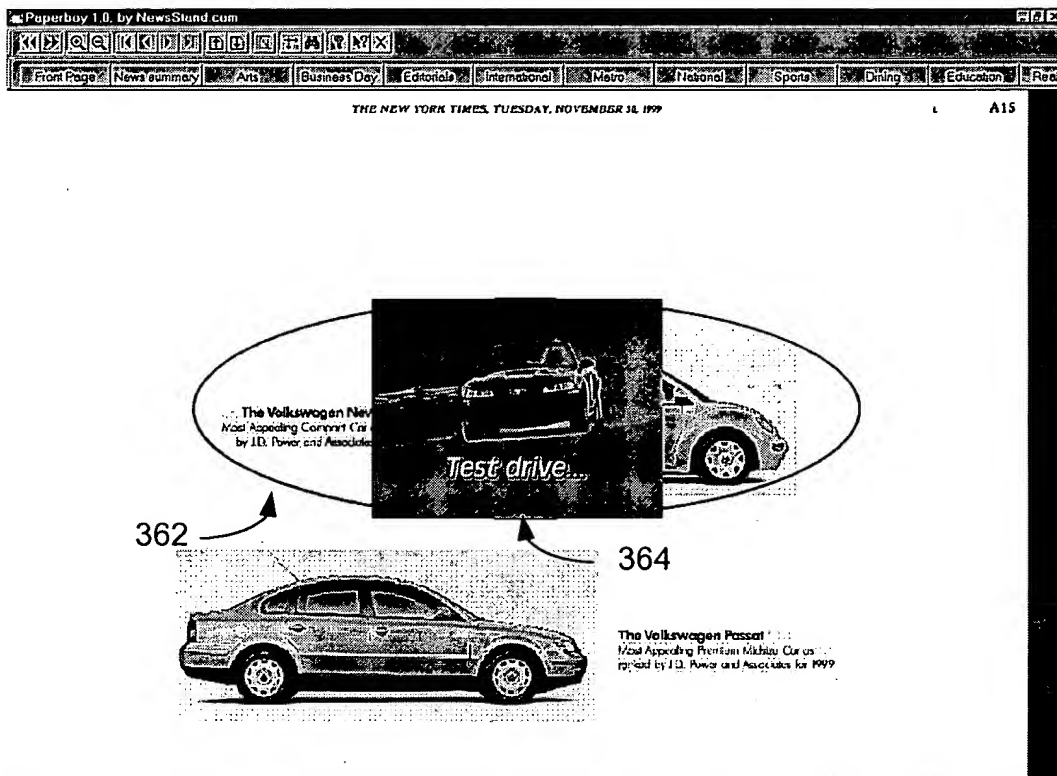 Paperboy 1.0, by NewsStand.com
Front Page News summary Arts Business Day Editorials International Metro National Sports Dining Education Rea
THE NEW YORK TIMES, TUESDAY, NOVEMBER 30, 1999 L A15
The Volkswagen New
Most Appealing Compact Car
by J.D. Power and Associates
Test drive...
362
364
The Volkswagen Passat
Most Appealing Premium Midsize Car as
ranked by J.D. Power and Associates for 1999